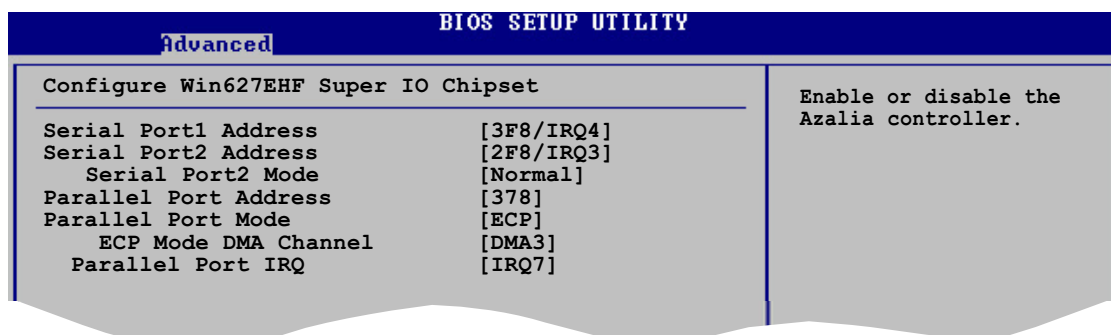 BIOS SETUP UTILITY
Advanced
Configure Win627EHF Super IO Chipset
Serial Port1 Address [3F8/IRQ4]
Serial Port2 Address [2F8/IRQ3]
Serial Port2 Mode [Normal]
Parallel Port Address [378]
Parallel Port Mode [ECP]
ECP Mode DMA Channel [DMA3]
Parallel Port IRQ [IRQ7]
Enable or disable the
Azalia controller.